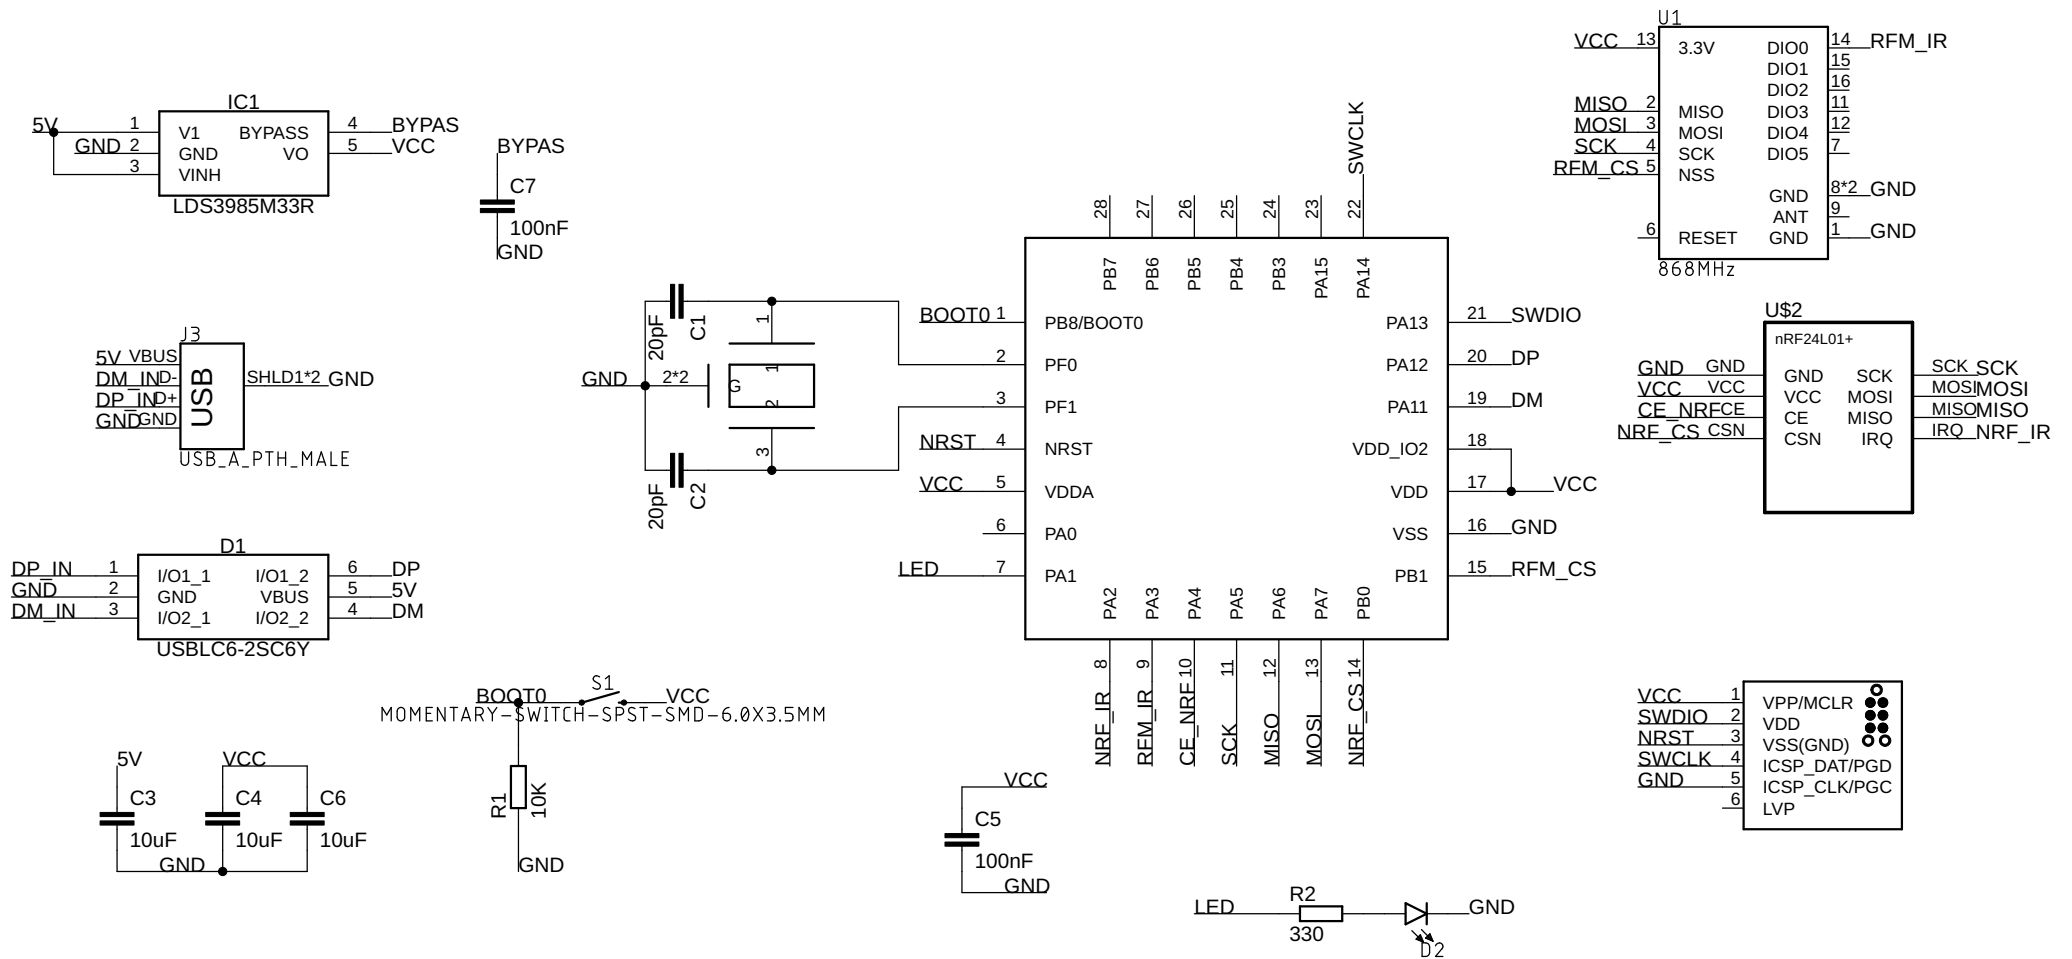 IC1
5V 1 V1 BYPASS 4 BYPAS
GND 2 GND VO 5 VCC
3 VINH
LDS3985M33R
BYPAS
C7
100nF
GND
J3
5V VBUS
DM_IN D-
DP_IN D+
GND GND
USB
SHLD1*2 GND
USB_A_PTH_MALE
D1
DP_IN 1 I/O1_1 I/O1_2 6 DP
GND 2 GND VBUS 5 5V
DM_IN 3 I/O2_1 I/O2_2 4 DM
USBLC6-2SC6Y
BOOT0 S1 VCC
MOMENTARY-SWITCH-SPST-SMD-6.0X3.5MM
R1 10K
GND
5V VCC
C3 C4 C6
10uF 10uF 10uF
GND
20pF C1
1
GND 2*2 G 1 2
3
20pF C2
SWCLK
28 27 26 25 24 23 22
PB7 PB6 PB5 PB4 PB3 PA15 PA14
BOOT0 1 PB8/BOOT0 PA13 21 SWDIO
2 PF0 PA12 20 DP
3 PF1 PA11 19 DM
NRST 4 NRST VDD_IO2 18
VCC 5 VDDA VDD 17 VCC
6 PA0 VSS 16 GND
LED 7 PA1 PB1 15 RFM_CS
PA2 PA3 PA4 PA5 PA6 PA7 PB0
8 9 10 11 12 13 14
NRF_IR RFM_IR CE_NRF SCK MISO MOSI NRF_CS
VCC
C5
100nF
GND
LED R2 GND
330
D2
U1
VCC 13 3.3V DIO0 14 RFM_IR
DIO1 15
DIO2 16
MISO 2 MISO DIO3 11
MOSI 3 MOSI DIO4 12
SCK 4 SCK DIO5 7
RFM_CS 5 NSS
GND 8*2 GND
ANT 9
6 RESET GND 1 GND
868MHz
U$2
nRF24L01+
GND GND GND SCK SCK SCK
VCC VCC VCC MOSI MOSI MOSI
CE_NRF CE CE MISO MISO MISO
NRF_CS CSN CSN IRQ IRQ NRF_IR
VCC 1 VPP/MCLR
SWDIO 2 VDD
NRST 3 VSS(GND)
SWCLK 4 ICSP_DAT/PGD
GND 5 ICSP_CLK/PGC
6 LVP